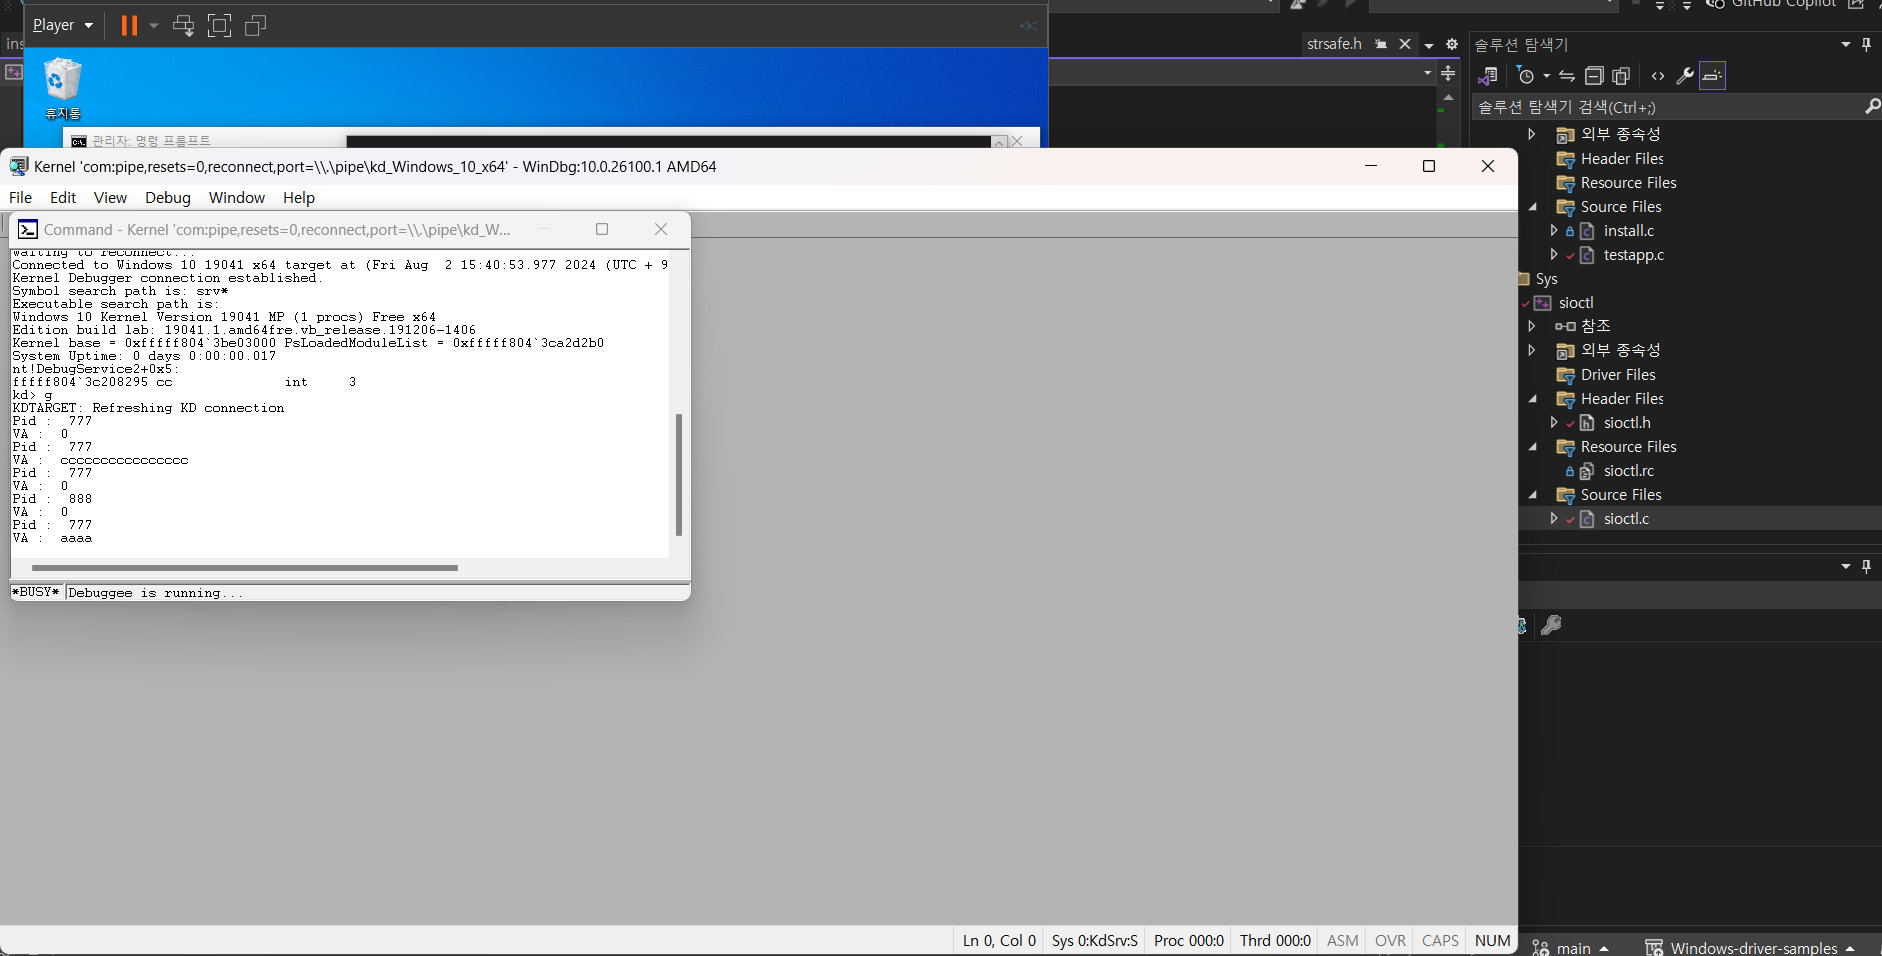 Player
GitHub Copilot
ins
strsafe.h
솔루션 탐색기
솔루션 탐색기 검색(Ctrl+;)
휴지통
관리자: 명령 프롬프트
외부 종속성
Header Files
Resource Files
Source Files
install.c
testapp.c
Sys
sioctl
참조
외부 종속성
Driver Files
Header Files
sioctl.h
Resource Files
sioctl.rc
Source Files
sioctl.c
Kernel 'com:pipe,resets=0,reconnect,port=\\.\pipe\kd_Windows_10_x64' - WinDbg:10.0.26100.1 AMD64
File Edit View Debug Window Help
Command - Kernel 'com:pipe,resets=0,reconnect,port=\\.\pipe\kd_W...
Waiting to reconnect...
Connected to Windows 10 19041 x64 target at (Fri Aug  2 15:40:53.977 2024 (UTC + 9
Kernel Debugger connection established.
Symbol search path is: srv*
Executable search path is:
Windows 10 Kernel Version 19041 MP (1 procs) Free x64
Edition build lab: 19041.1.amd64fre.vb_release.191206-1406
Kernel base = 0xfffff804`3be03000 PsLoadedModuleList = 0xfffff804`3ca2d2b0
System Uptime: 0 days 0:00:00.017
nt!DebugService2+0x5:
fffff804`3c208295 cc              int     3
kd> g
KDTARGET: Refreshing KD connection
Pid :  777
VA :  0
Pid :  777
VA :  cccccccccccccccc
Pid :  777
VA :  0
Pid :  888
VA :  0
Pid :  777
VA :  aaaa
*BUSY* Debuggee is running...
Ln 0, Col 0 Sys 0:KdSrv:S Proc 000:0 Thrd 000:0 ASM OVR CAPS NUM
main Windows-driver-samples